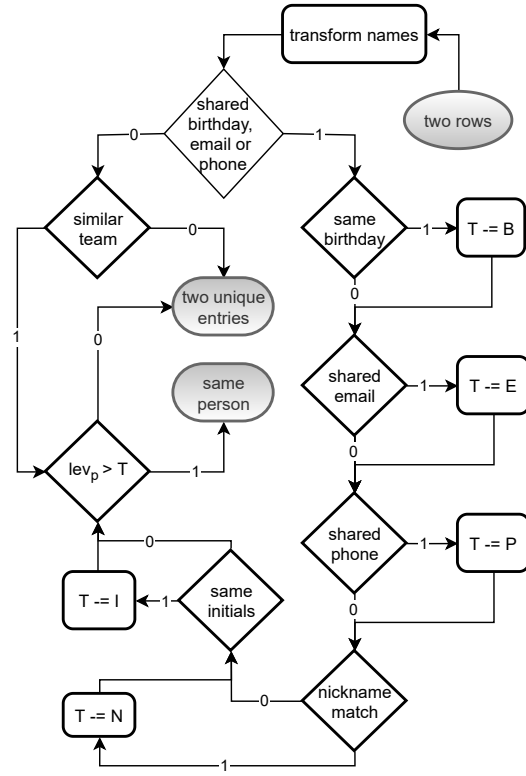 transform names
two rows
shared
birthday,
email or
phone
0
1
similar
team
0
1
same
birthday
1
T -= B
0
two unique
entries
0
shared
email
1
T -= E
0
same
person
lev_p > T
1
shared
phone
1
T -= P
0
0
same
initials
1
T -= I
nickname
match
0
T -= N
1